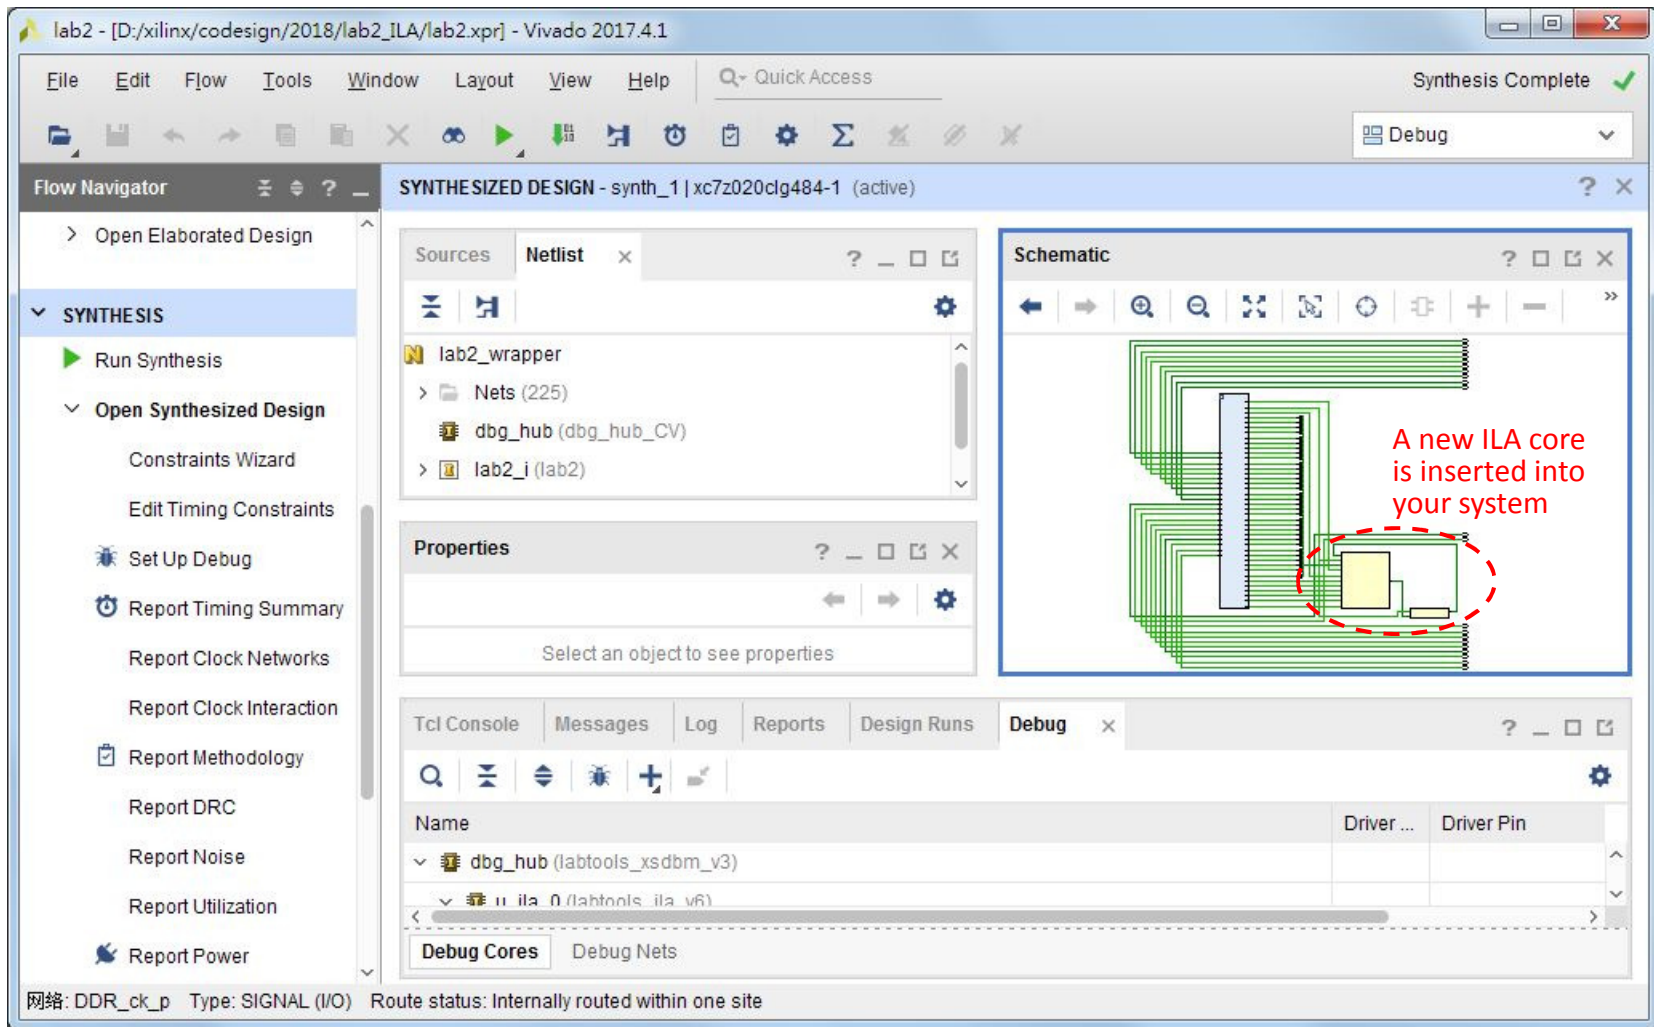 lab2 - [D:/xilinx/codesign/2018/lab2_ILA/lab2.xpr] - Vivado 2017.4.1
File Edit Flow Tools Window Layout View Help Quick Access Synthesis Complete
Debug
Flow Navigator
SYNTHESIZED DESIGN - synth_1 | xc7z020clg484-1 (active)
Open Elaborated Design
SYNTHESIS
Run Synthesis
Open Synthesized Design
Constraints Wizard
Edit Timing Constraints
Set Up Debug
Report Timing Summary
Report Clock Networks
Report Clock Interaction
Report Methodology
Report DRC
Report Noise
Report Utilization
Report Power
Sources Netlist
lab2_wrapper
Nets (225)
dbg_hub (dbg_hub_CV)
lab2_i (lab2)
Properties
Select an object to see properties
Schematic
A new ILA core
is inserted into
your system
Tcl Console Messages Log Reports Design Runs Debug
Name Driver ... Driver Pin
dbg_hub (labtools_xsdbm_v3)
u_ila_0 (labtools_ila_v6)
Debug Cores Debug Nets
网络: DDR_ck_p Type: SIGNAL (I/O) Route status: Internally routed within one site